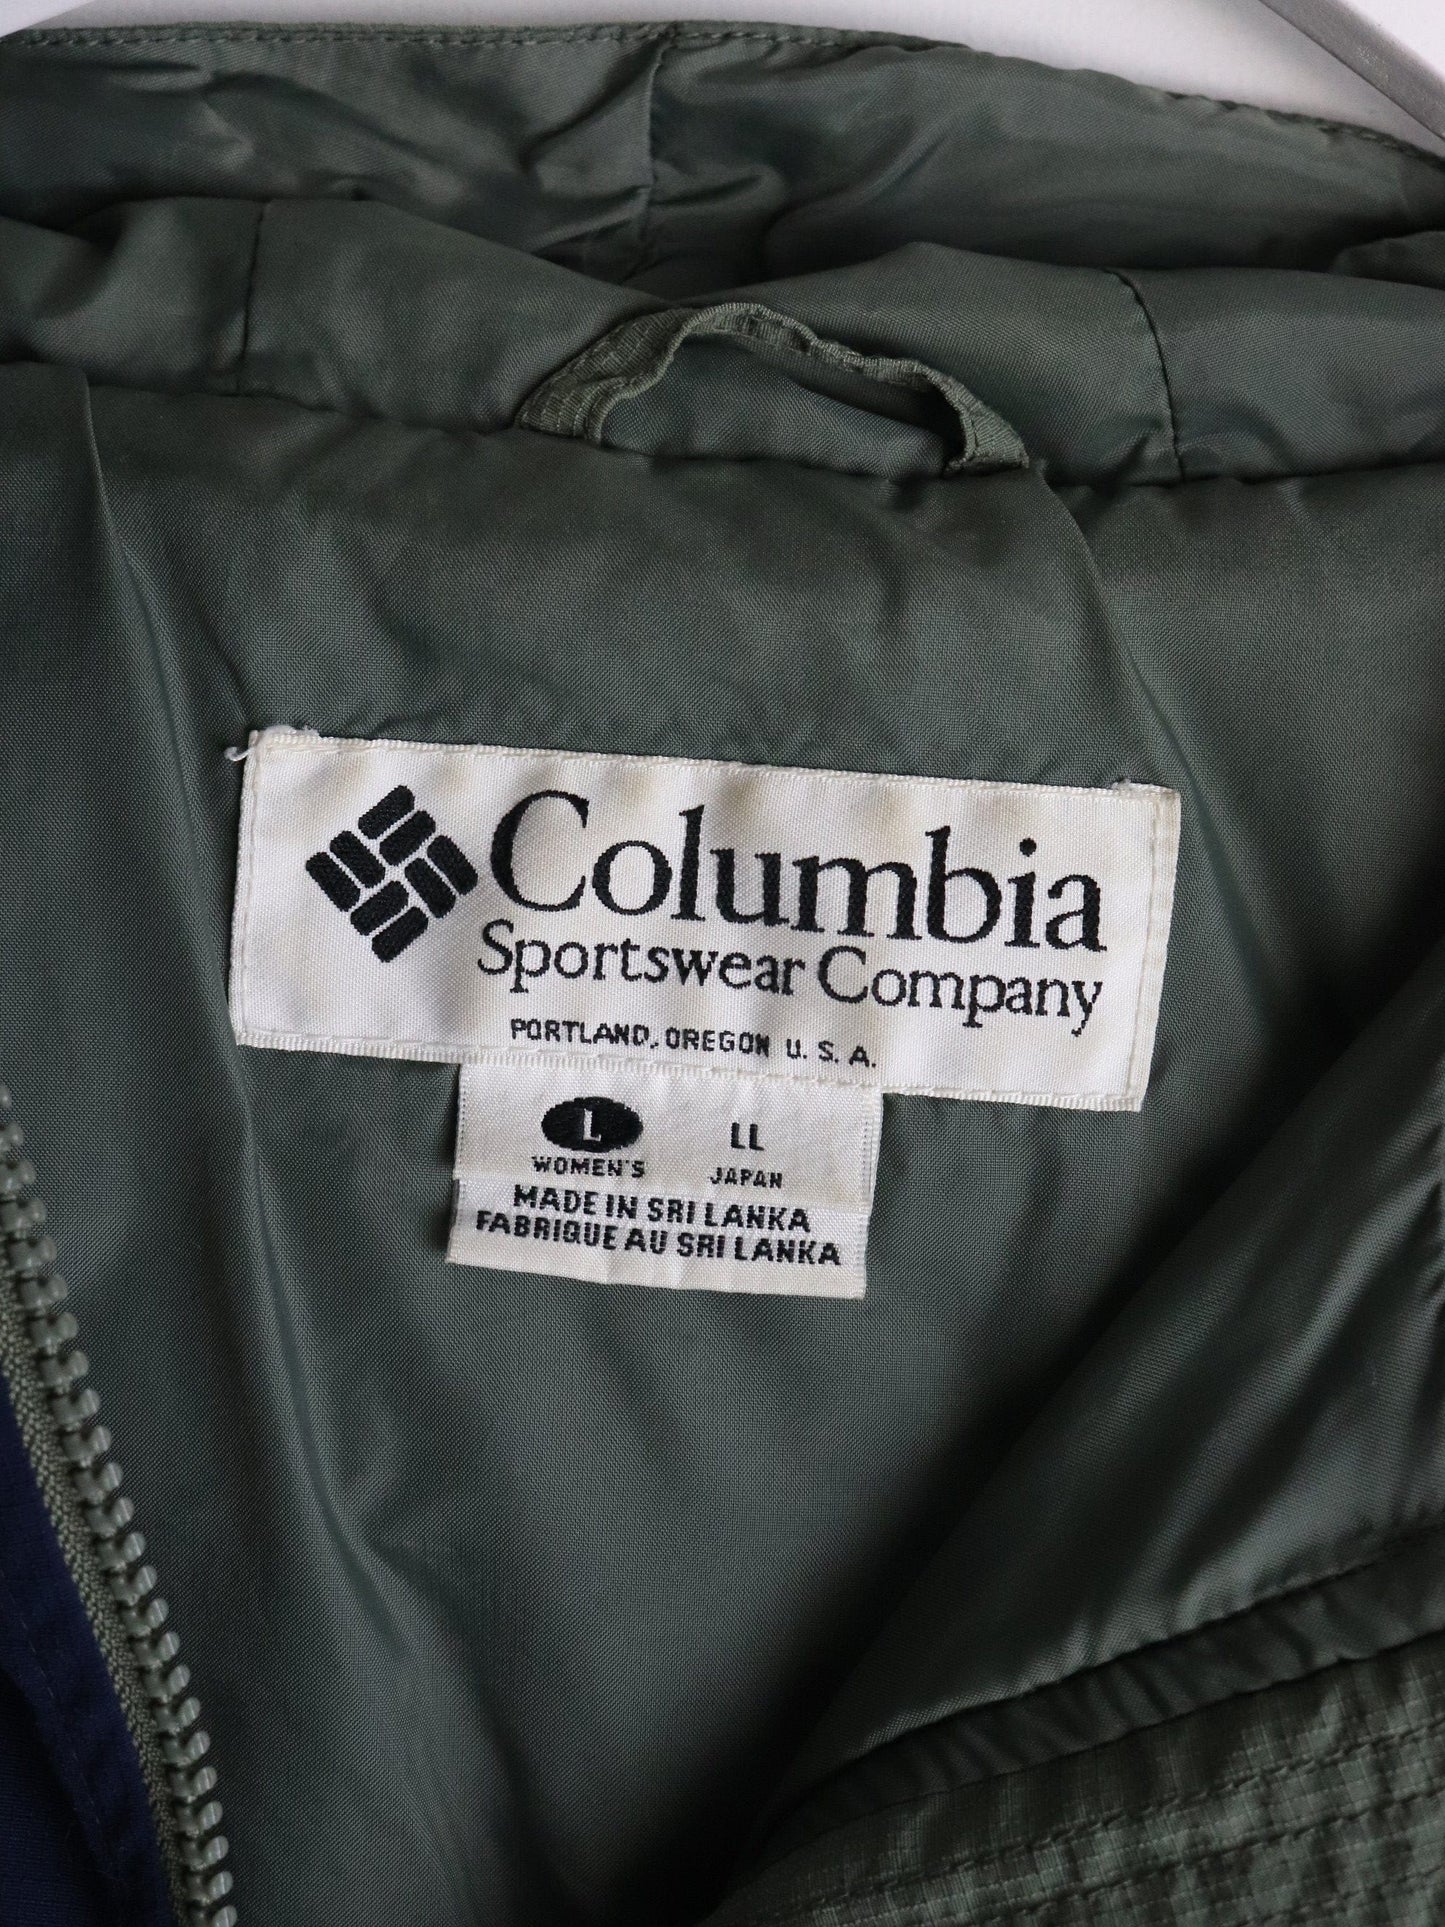 Columbia
Sportswear Company
PORTLAND, OREGON U.S.A.
L LL
WOMEN'S JAPAN
MADE IN SRI LANKA
FABRIQUE AU SRI LANKA